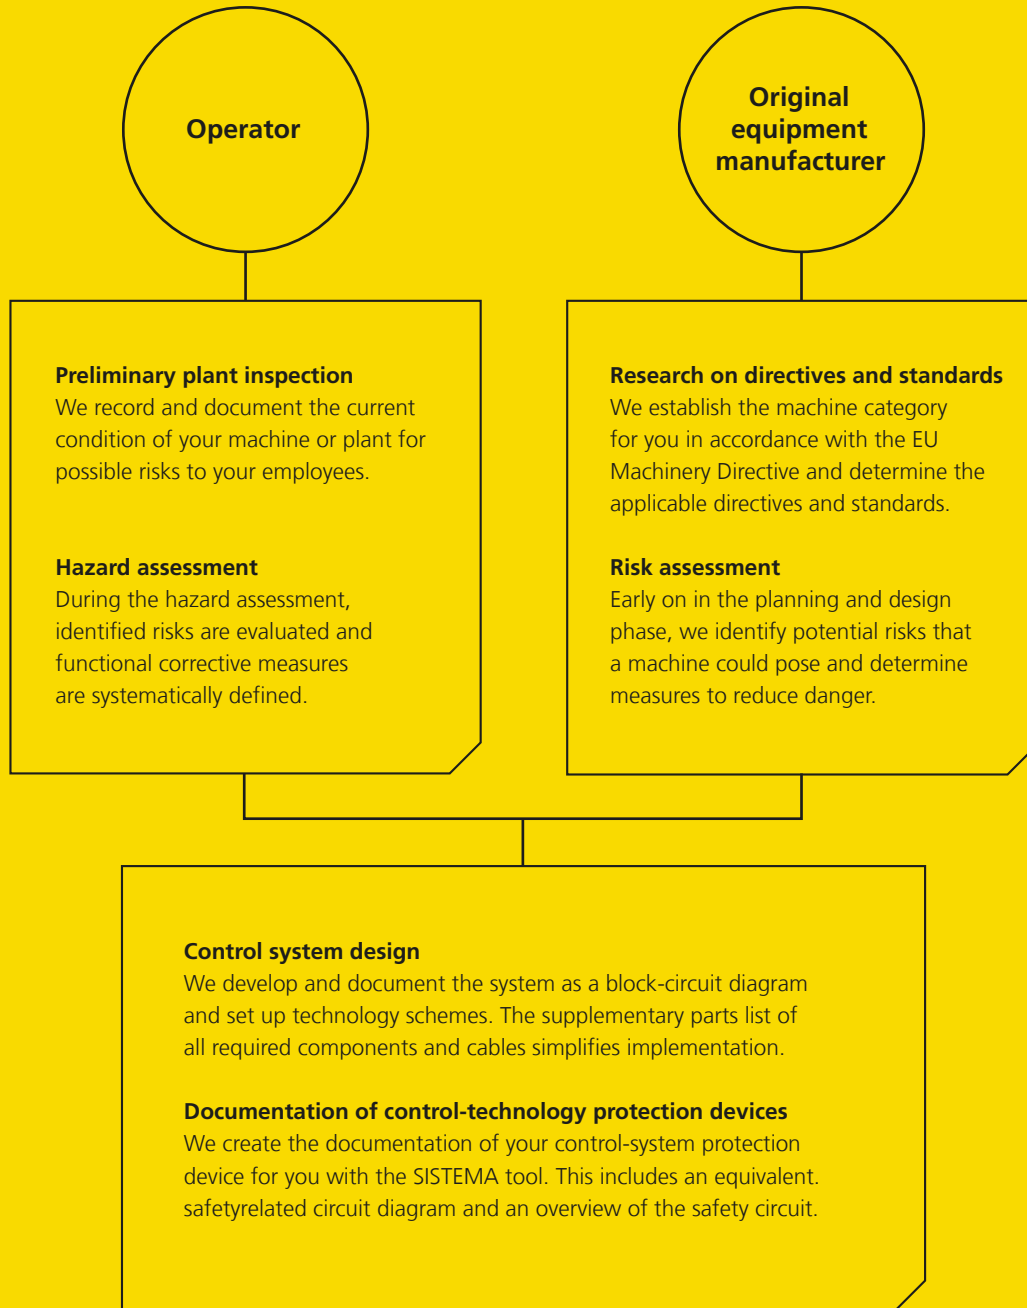 Operator
Original
equipment
manufacturer
Preliminary plant inspection
We record and document the current
condition of your machine or plant for
possible risks to your employees.
Hazard assessment
During the hazard assessment,
identified risks are evaluated and
functional corrective measures
are systematically defined.
Research on directives and standards
We establish the machine category
for you in accordance with the EU
Machinery Directive and determine the
applicable directives and standards.
Risk assessment
Early on in the planning and design
phase, we identify potential risks that
a machine could pose and determine
measures to reduce danger.
Control system design
We develop and document the system as a block-circuit diagram
and set up technology schemes. The supplementary parts list of
all required components and cables simplifies implementation.
Documentation of control-technology protection devices
We create the documentation of your control-system protection
device for you with the SISTEMA tool. This includes an equivalent.
safetyrelated circuit diagram and an overview of the safety circuit.